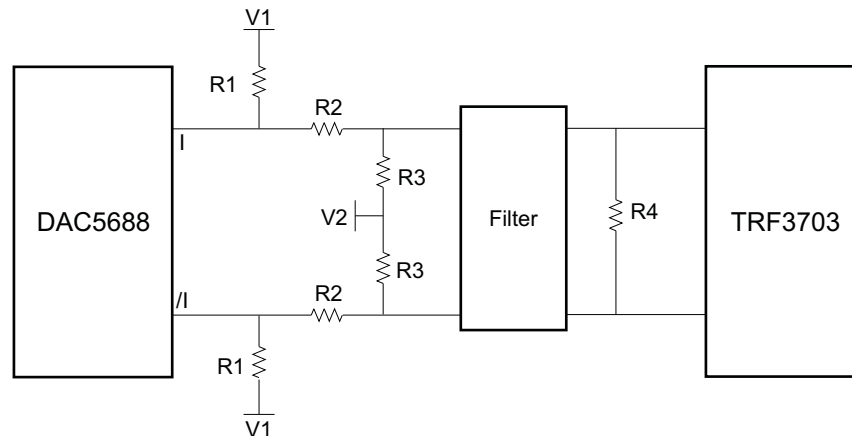 V1
R1
R2
I
R3
DAC5688
V2
Filter
R4
TRF3703
R3
R2
/I
R1
V1